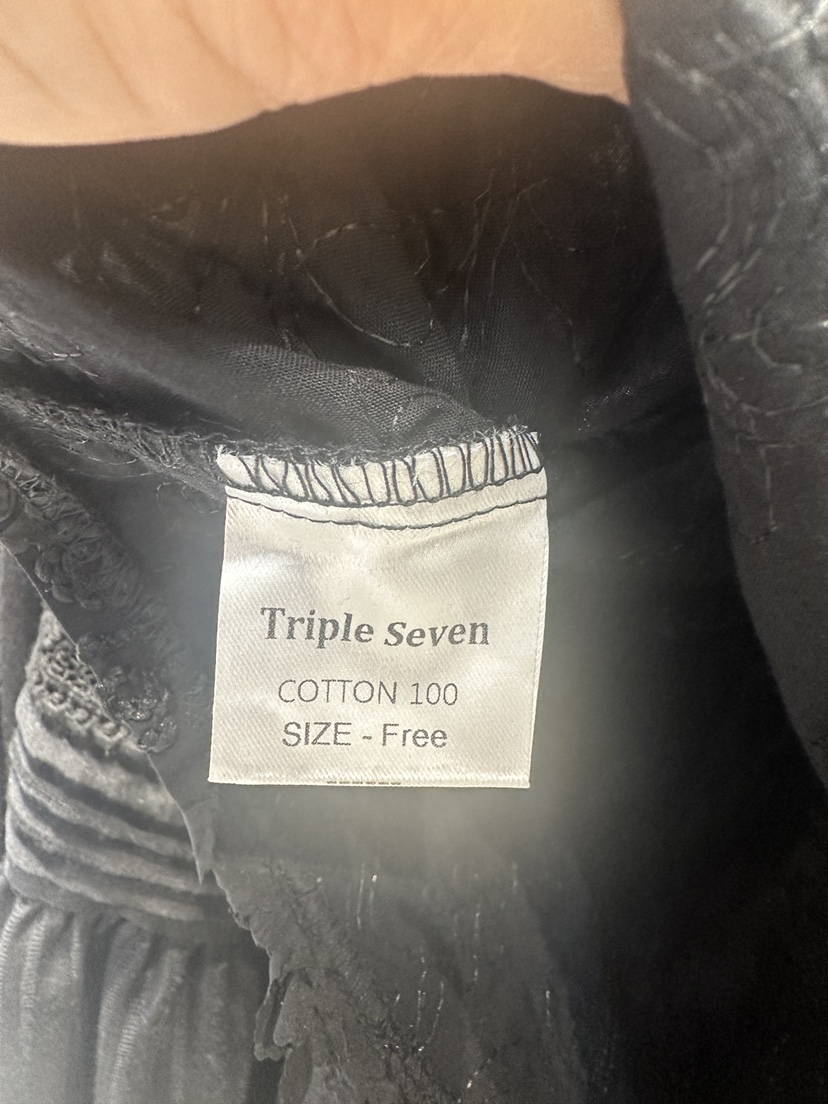 Triple Seven
COTTON 100
SIZE - Free